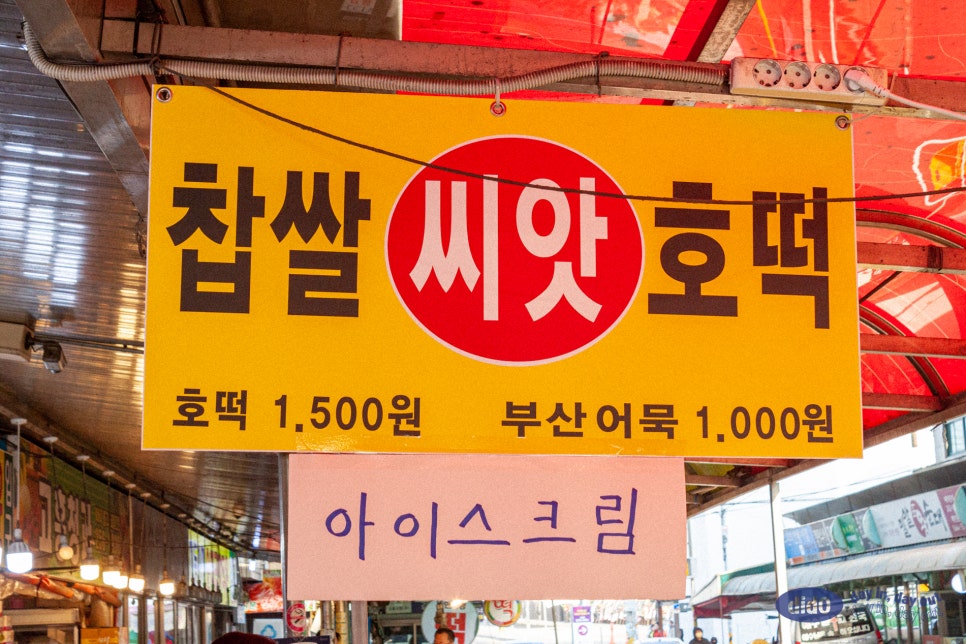 찹쌀 씨앗 호떡
호떡 1.500원 부산어묵 1.000원
아이스크림